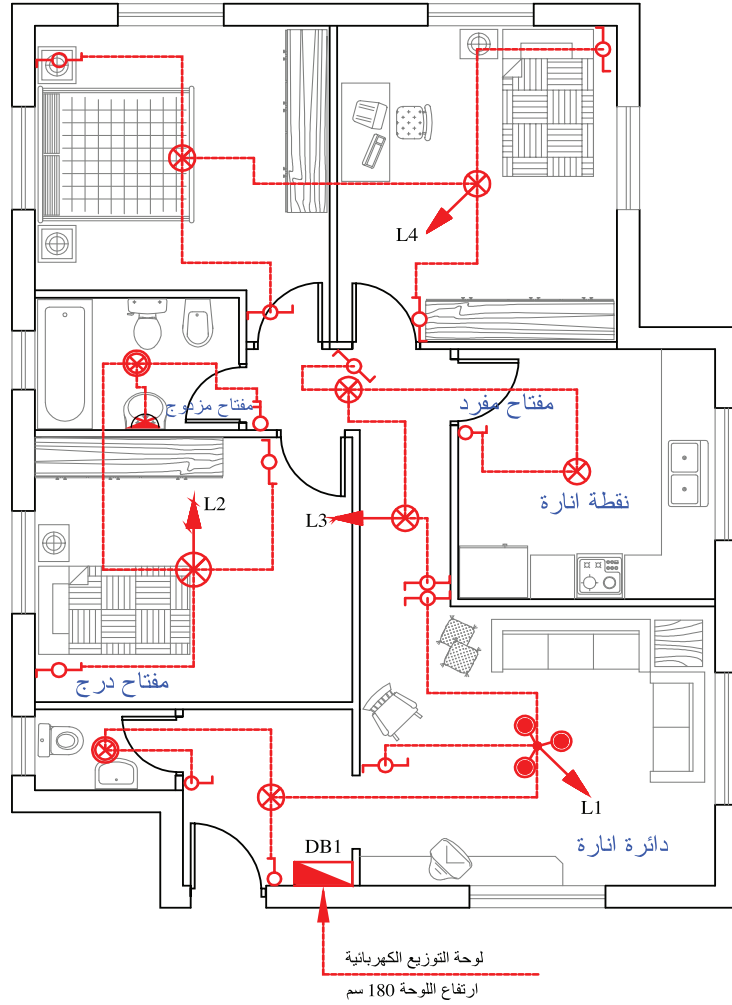 L4
مفتاح مزدوج
مفتاح مفرد
L2
L3
نقطة انارة
مفتاح درج
L1
دائرة انارة
DB1
لوحة التوزيع الكهربائية
ارتفاع اللوحة 180 سم